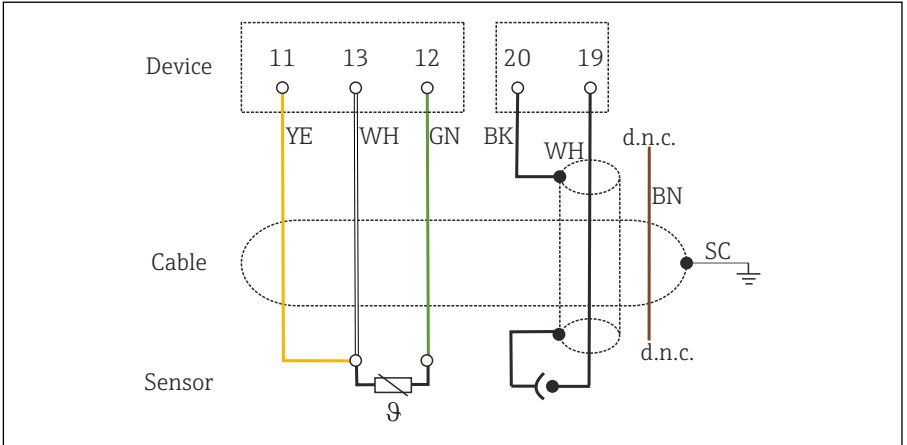 Device
11
13
12
20
19
YE
WH
GN
BK
WH
d.n.c.
BN
Cable
SC
d.n.c.
Sensor
ϑ